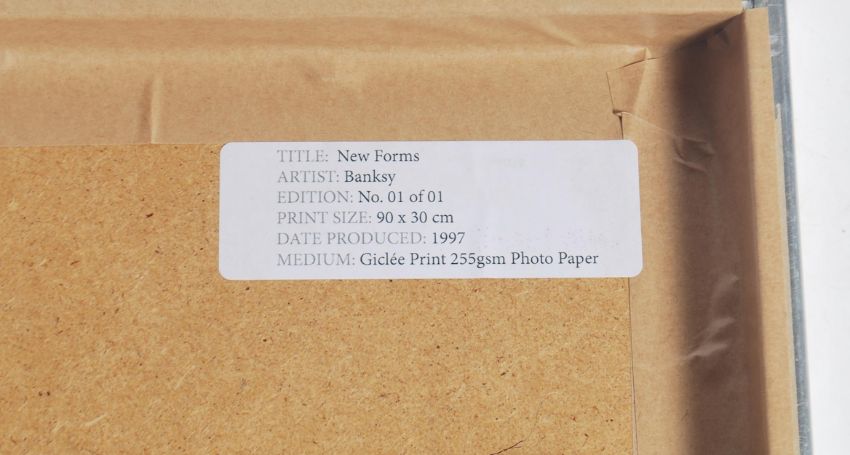 TITLE: New Forms
ARTIST: Banksy
EDITION: No. 01 of 01
PRINT SIZE: 90 x 30 cm
DATE PRODUCED: 1997
MEDIUM: Giclée Print 255gsm Photo Paper